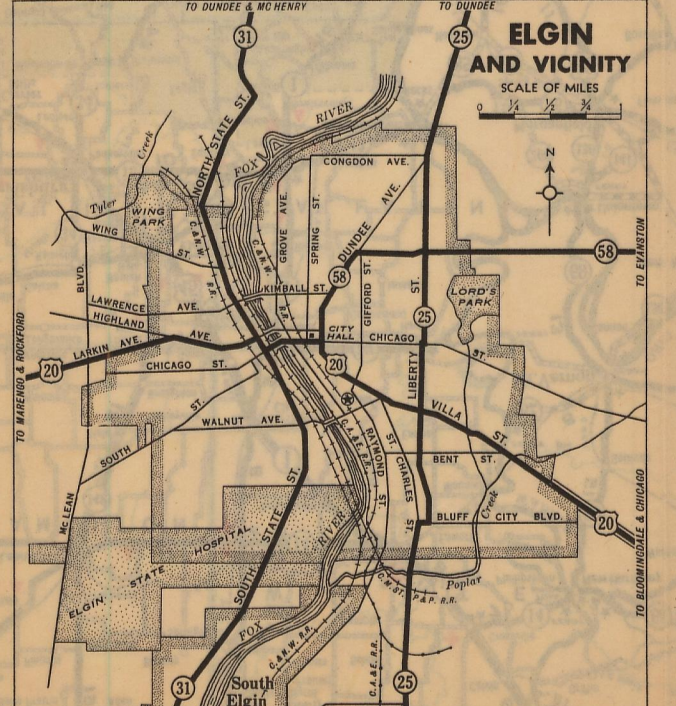 TO DUNDEE & MC HENRY
TO DUNDEE
31
25
ELGIN
AND VICINITY
SCALE OF MILES
0 ¼ ½ ¾ 1
N
NORTH STATE ST.
FOX RIVER
CONGDON AVE.
Creek
Tyler
WING PARK
WING ST.
C. & N.W. R.R.
C. & N.W. R.R.
GROVE AVE.
SPRING ST.
DUNDEE AVE.
58
58
TO EVANSTON
GIFFORD ST.
LORD'S PARK
KIMBALL ST.
BLVD.
LAWRENCE AVE.
HIGHLAND AVE.
25
CITY HALL
CHICAGO ST.
LARKIN AVE.
20
TO MARENGO & ROCKFORD
CHICAGO ST.
20
LIBERTY ST.
VILLA ST.
WALNUT AVE.
SOUTH ST.
C. A. & E. R.R.
RAYMOND ST.
ST. CHARLES ST.
BENT ST.
MC LEAN
SOUTH STATE ST.
RIVER
BLUFF CITY BLVD.
Creek
20
TO BLOOMINGDALE & CHICAGO
ELGIN STATE HOSPITAL
Poplar
C.M. ST. P. & P. R.R.
FOX
C. & N.W. R.R.
C. A. & E. R.R.
31
South
Elgin
25